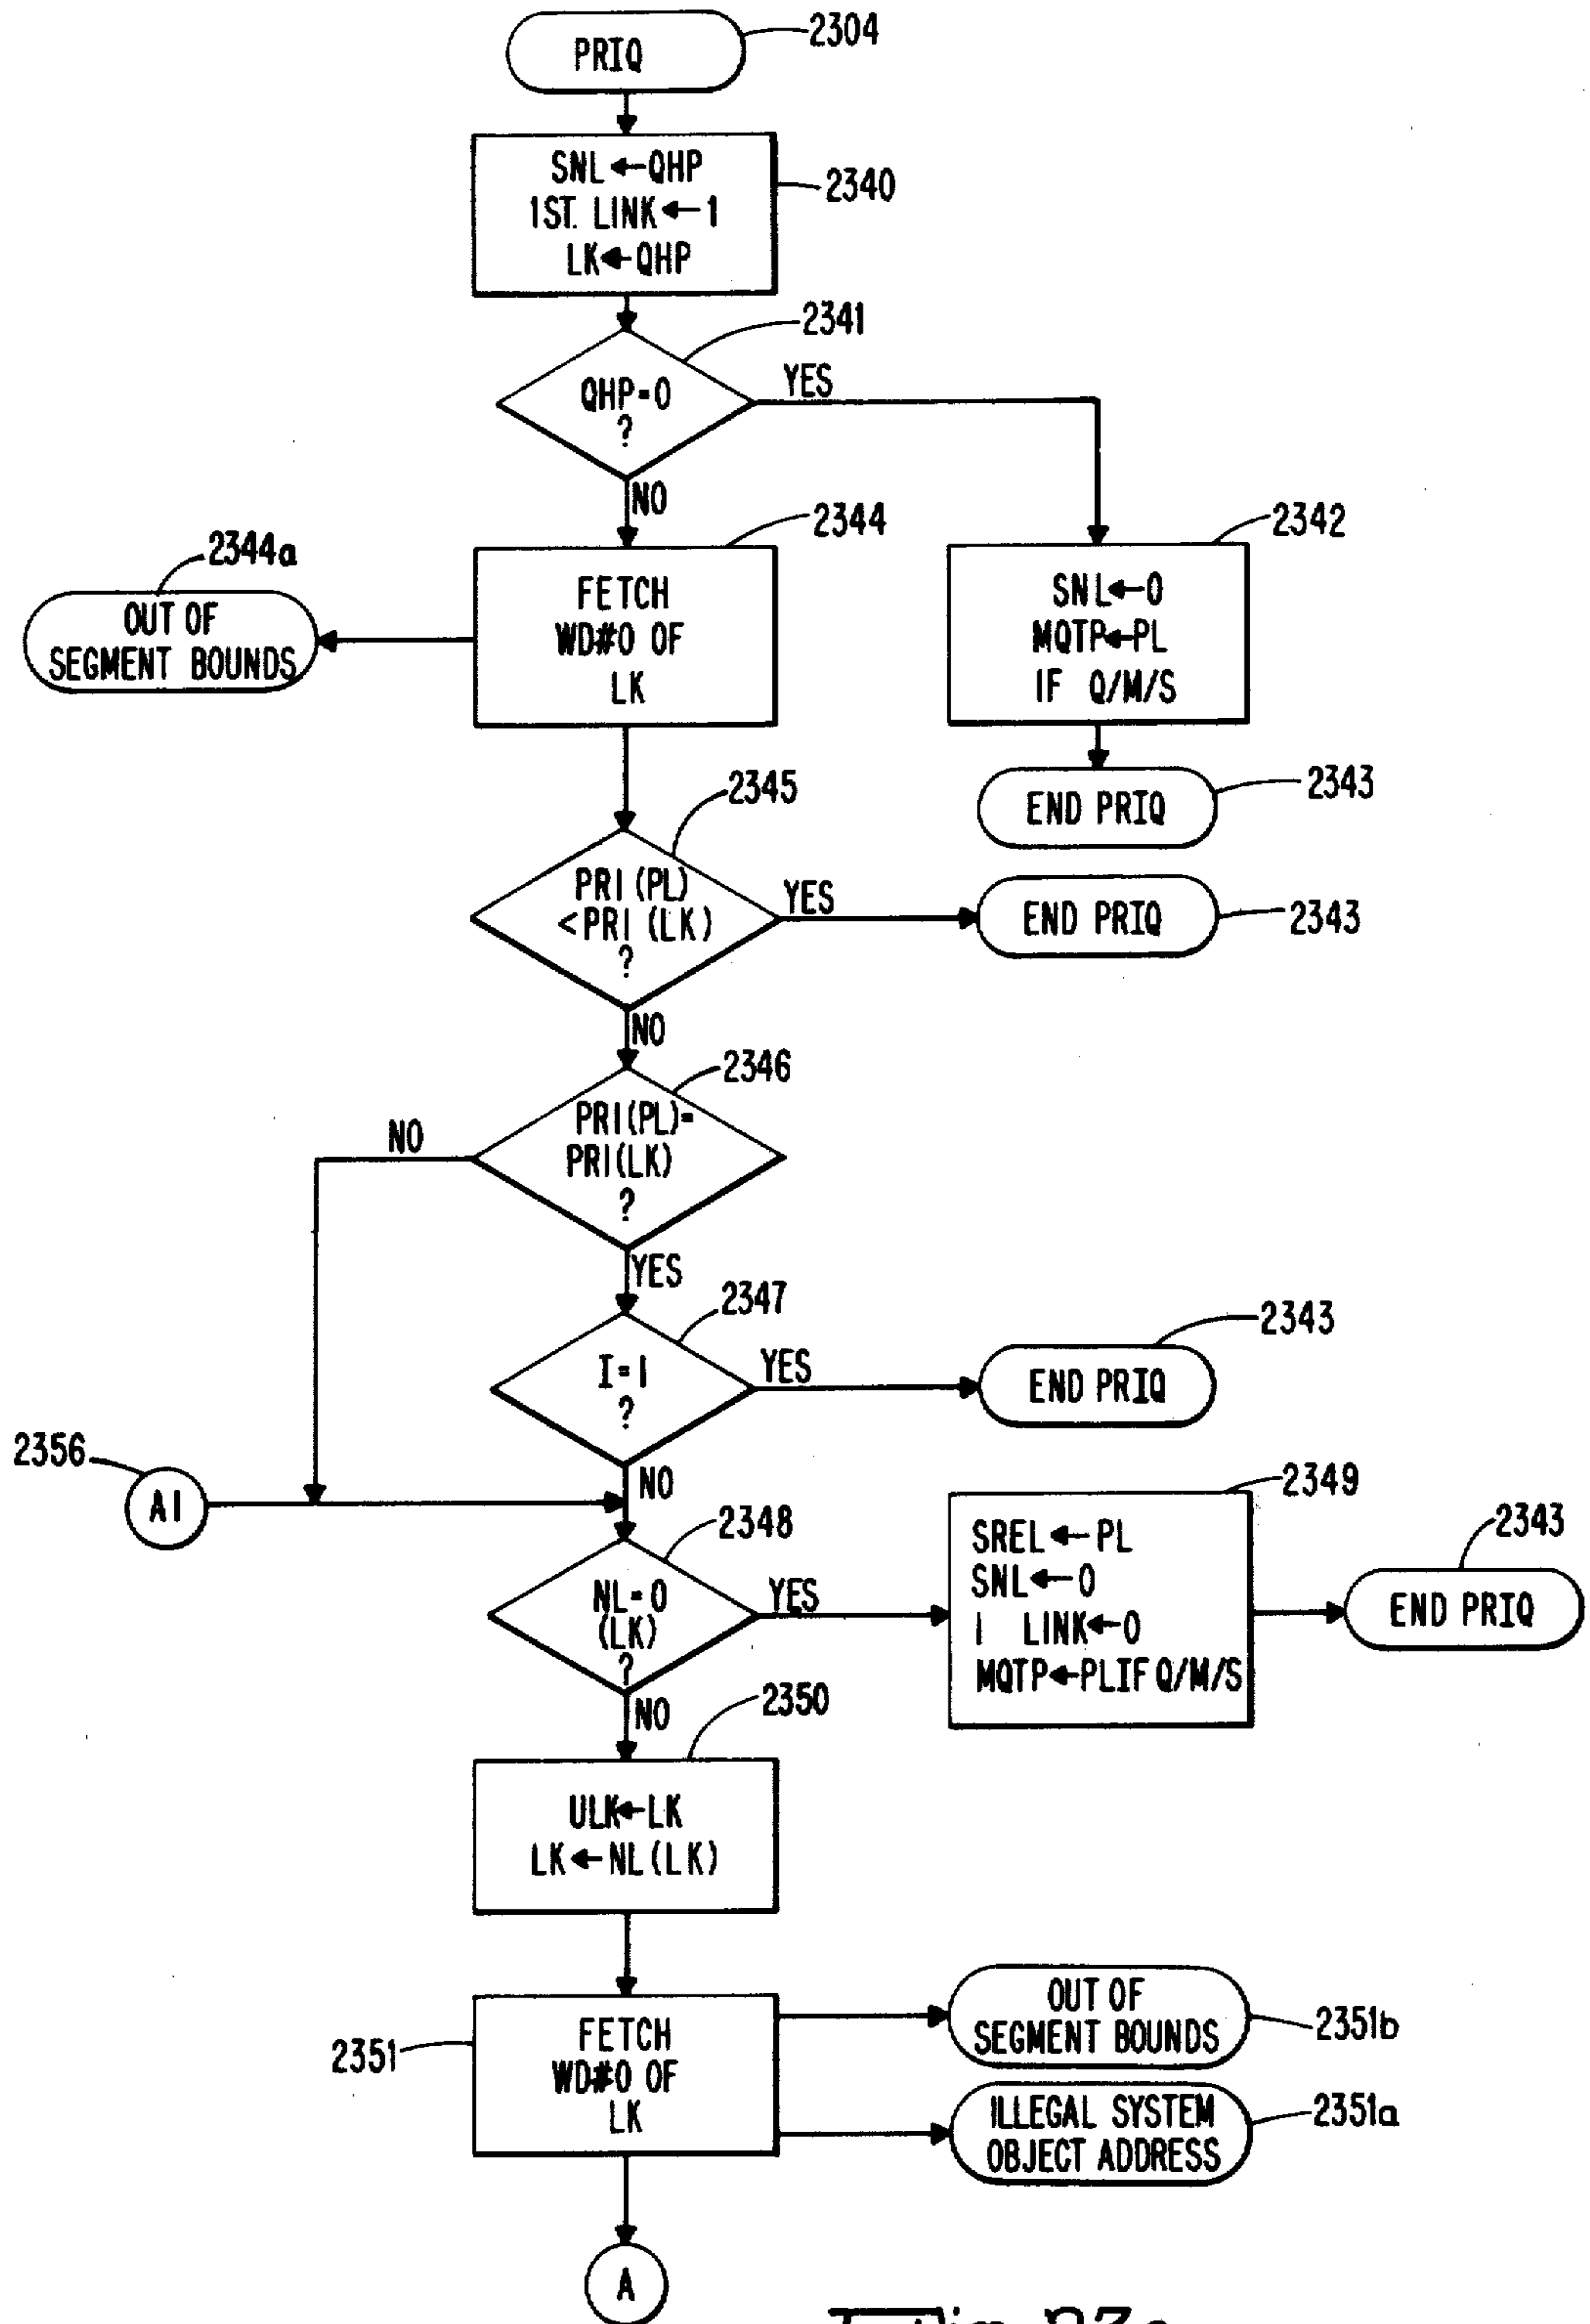 PRIQ
2304
SNL←QHP
1ST. LINK←1
LK←QHP
2340
2341
QHP=0
?
YES
NO
2344
2342
2344a
OUT OF
SEGMENT BOUNDS
FETCH
WD#0 OF
LK
SNL←0
MQTP←PL
IF Q/M/S
2345
END PRIQ
2343
PRI (PL)
<PRI (LK)
?
YES
END PRIQ
2343
NO
2346
PRI(PL)=
PRI(LK)
?
NO
YES
2347
I=1
?
YES
END PRIQ
2343
2356
A1
NO
2348
2349
NL=0
(LK)
?
YES
SREL←PL
SNL←0
1 LINK←0
MQTP←PLIF Q/M/S
END PRIQ
2343
NO
2350
ULK←LK
LK←NL(LK)
2351
FETCH
WD#0 OF
LK
OUT OF
SEGMENT BOUNDS
2351b
ILLEGAL SYSTEM
OBJECT ADDRESS
2351a
A